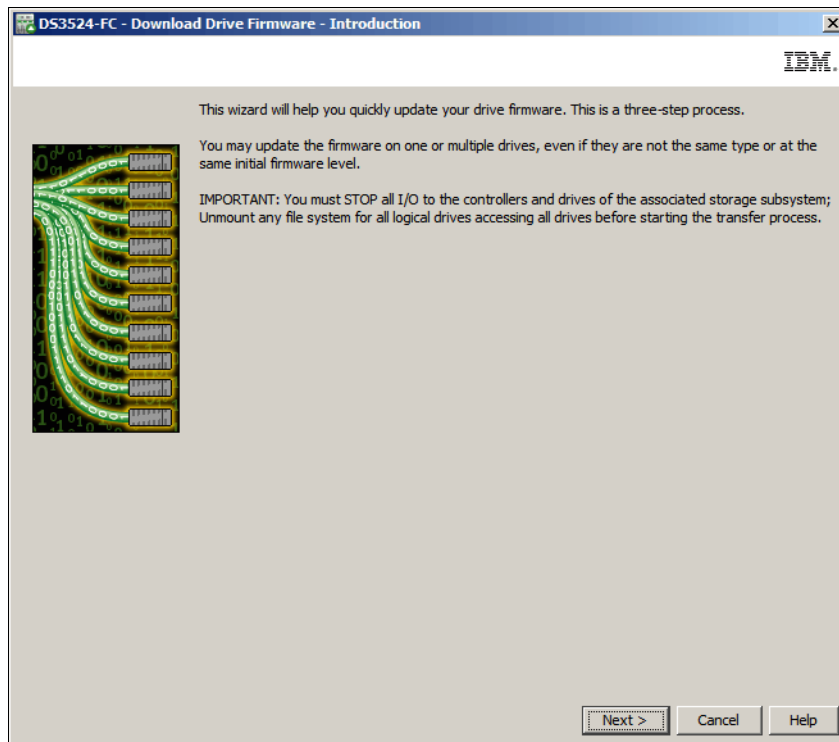 DS3524-FC - Download Drive Firmware - Introduction
IBM.
This wizard will help you quickly update your drive firmware. This is a three-step process.
You may update the firmware on one or multiple drives, even if they are not the same type or at the
same initial firmware level.
IMPORTANT: You must STOP all I/O to the controllers and drives of the associated storage subsystem;
Unmount any file system for all logical drives accessing all drives before starting the transfer process.
Next >
Cancel
Help